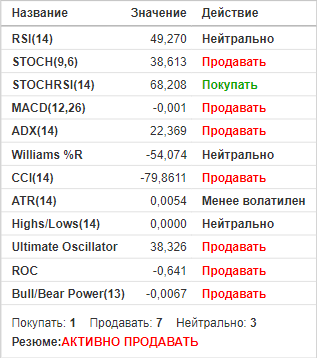 Название Значение Действие
RSI(14) 49,270 Нейтрально
STOCH(9,6) 38,613 Продавать
STOCHRSI(14) 68,208 Покупать
MACD(12,26) -0,001 Продавать
ADX(14) 22,369 Продавать
Williams %R -54,074 Нейтрально
CCI(14) -79,8611 Продавать
ATR(14) 0,0054 Менее волатилен
Highs/Lows(14) 0,0000 Нейтрально
Ultimate Oscillator 38,326 Продавать
ROC -0,641 Продавать
Bull/Bear Power(13) -0,0067 Продавать
Покупать: 1 Продавать: 7 Нейтрально: 3
Резюме:АКТИВНО ПРОДАВАТЬ